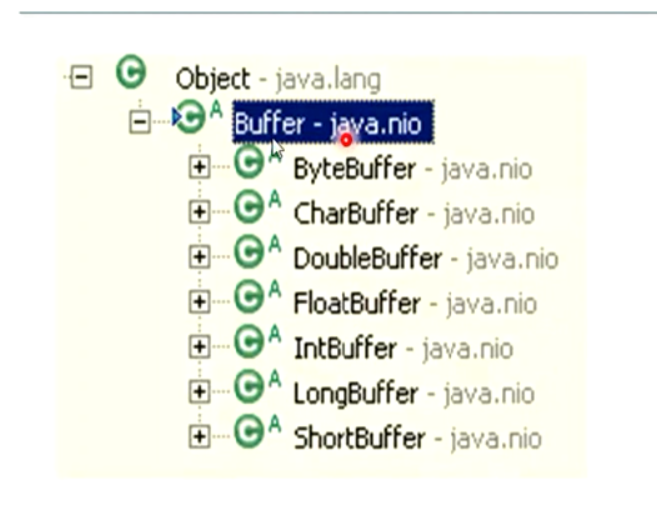 Object - java.lang
Buffer - java.nio
ByteBuffer - java.nio
CharBuffer - java.nio
DoubleBuffer - java.nio
FloatBuffer - java.nio
IntBuffer - java.nio
LongBuffer - java.nio
ShortBuffer - java.nio